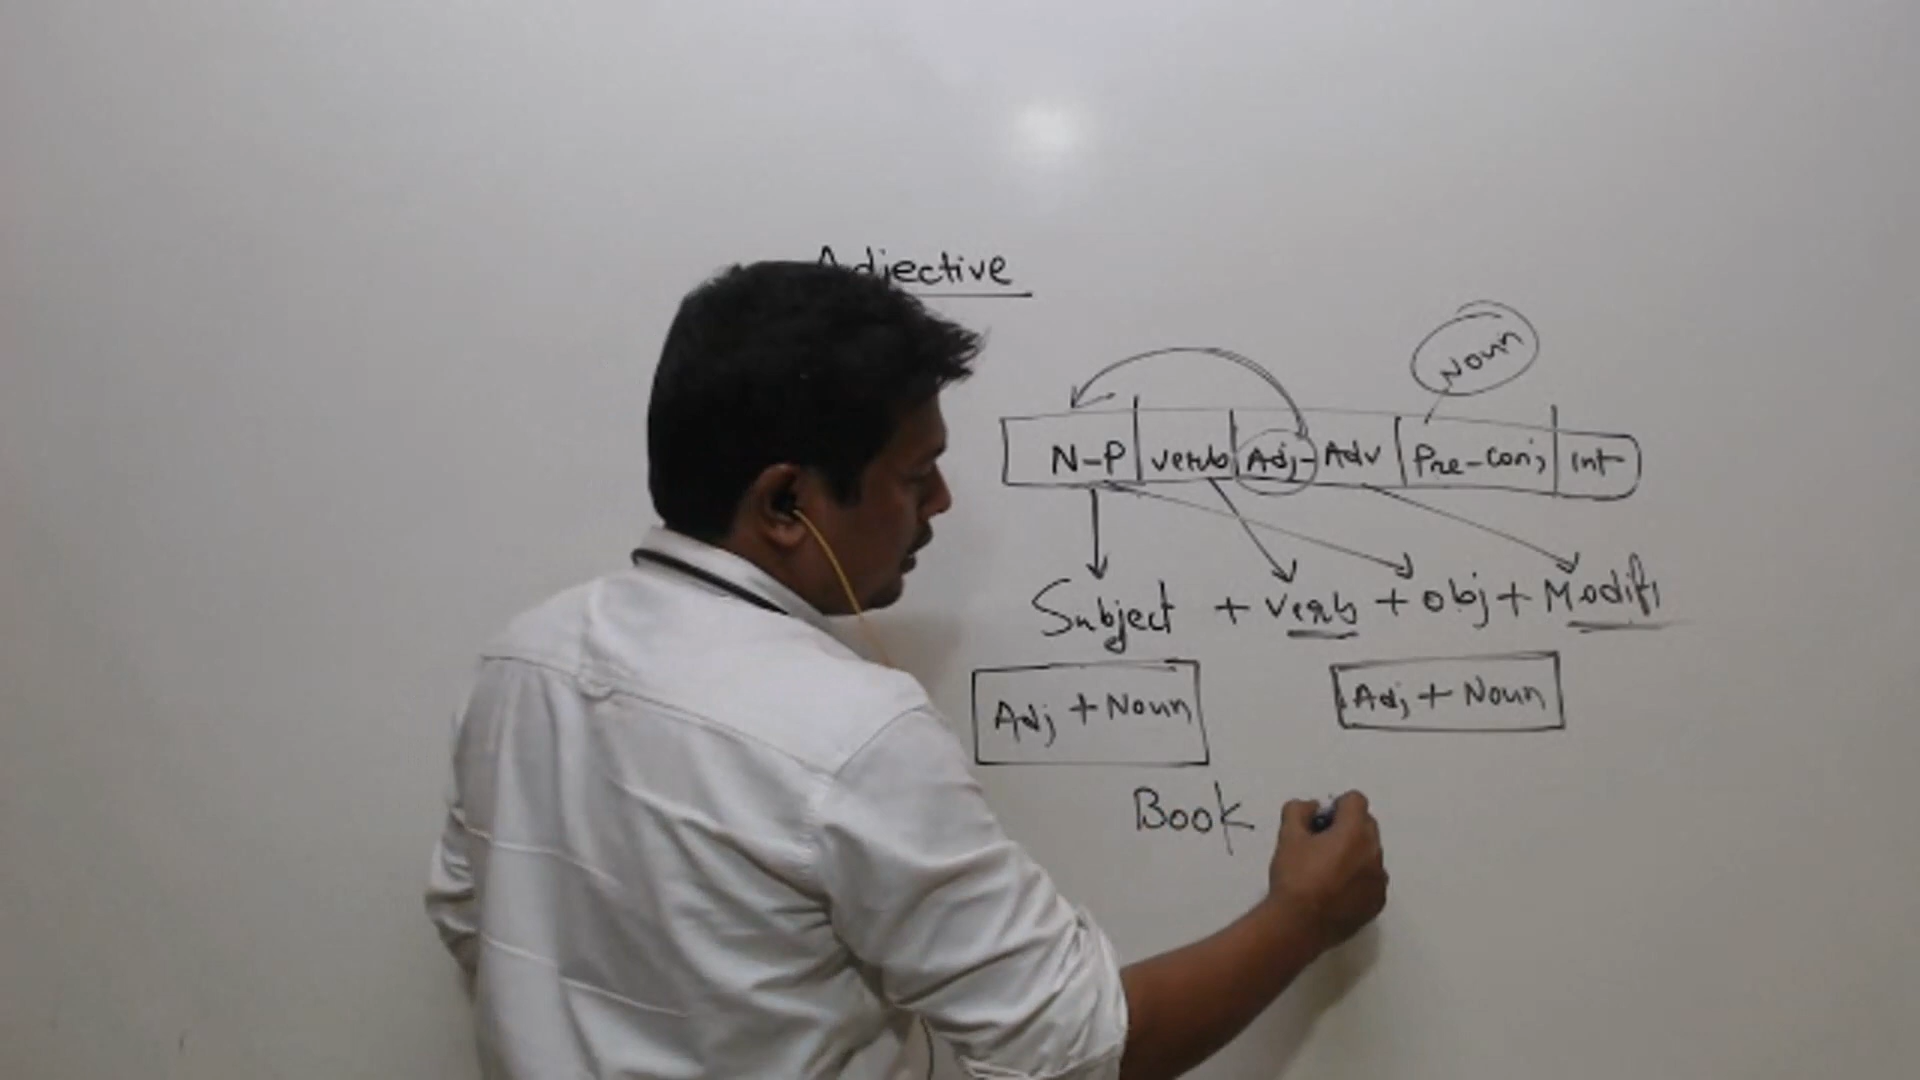 Adjective
Noun
N-P verb Adj- Adv Pre-Conj Int
Subject + Verb + Obj + Modifi
Adj + Noun Adj + Noun
Book